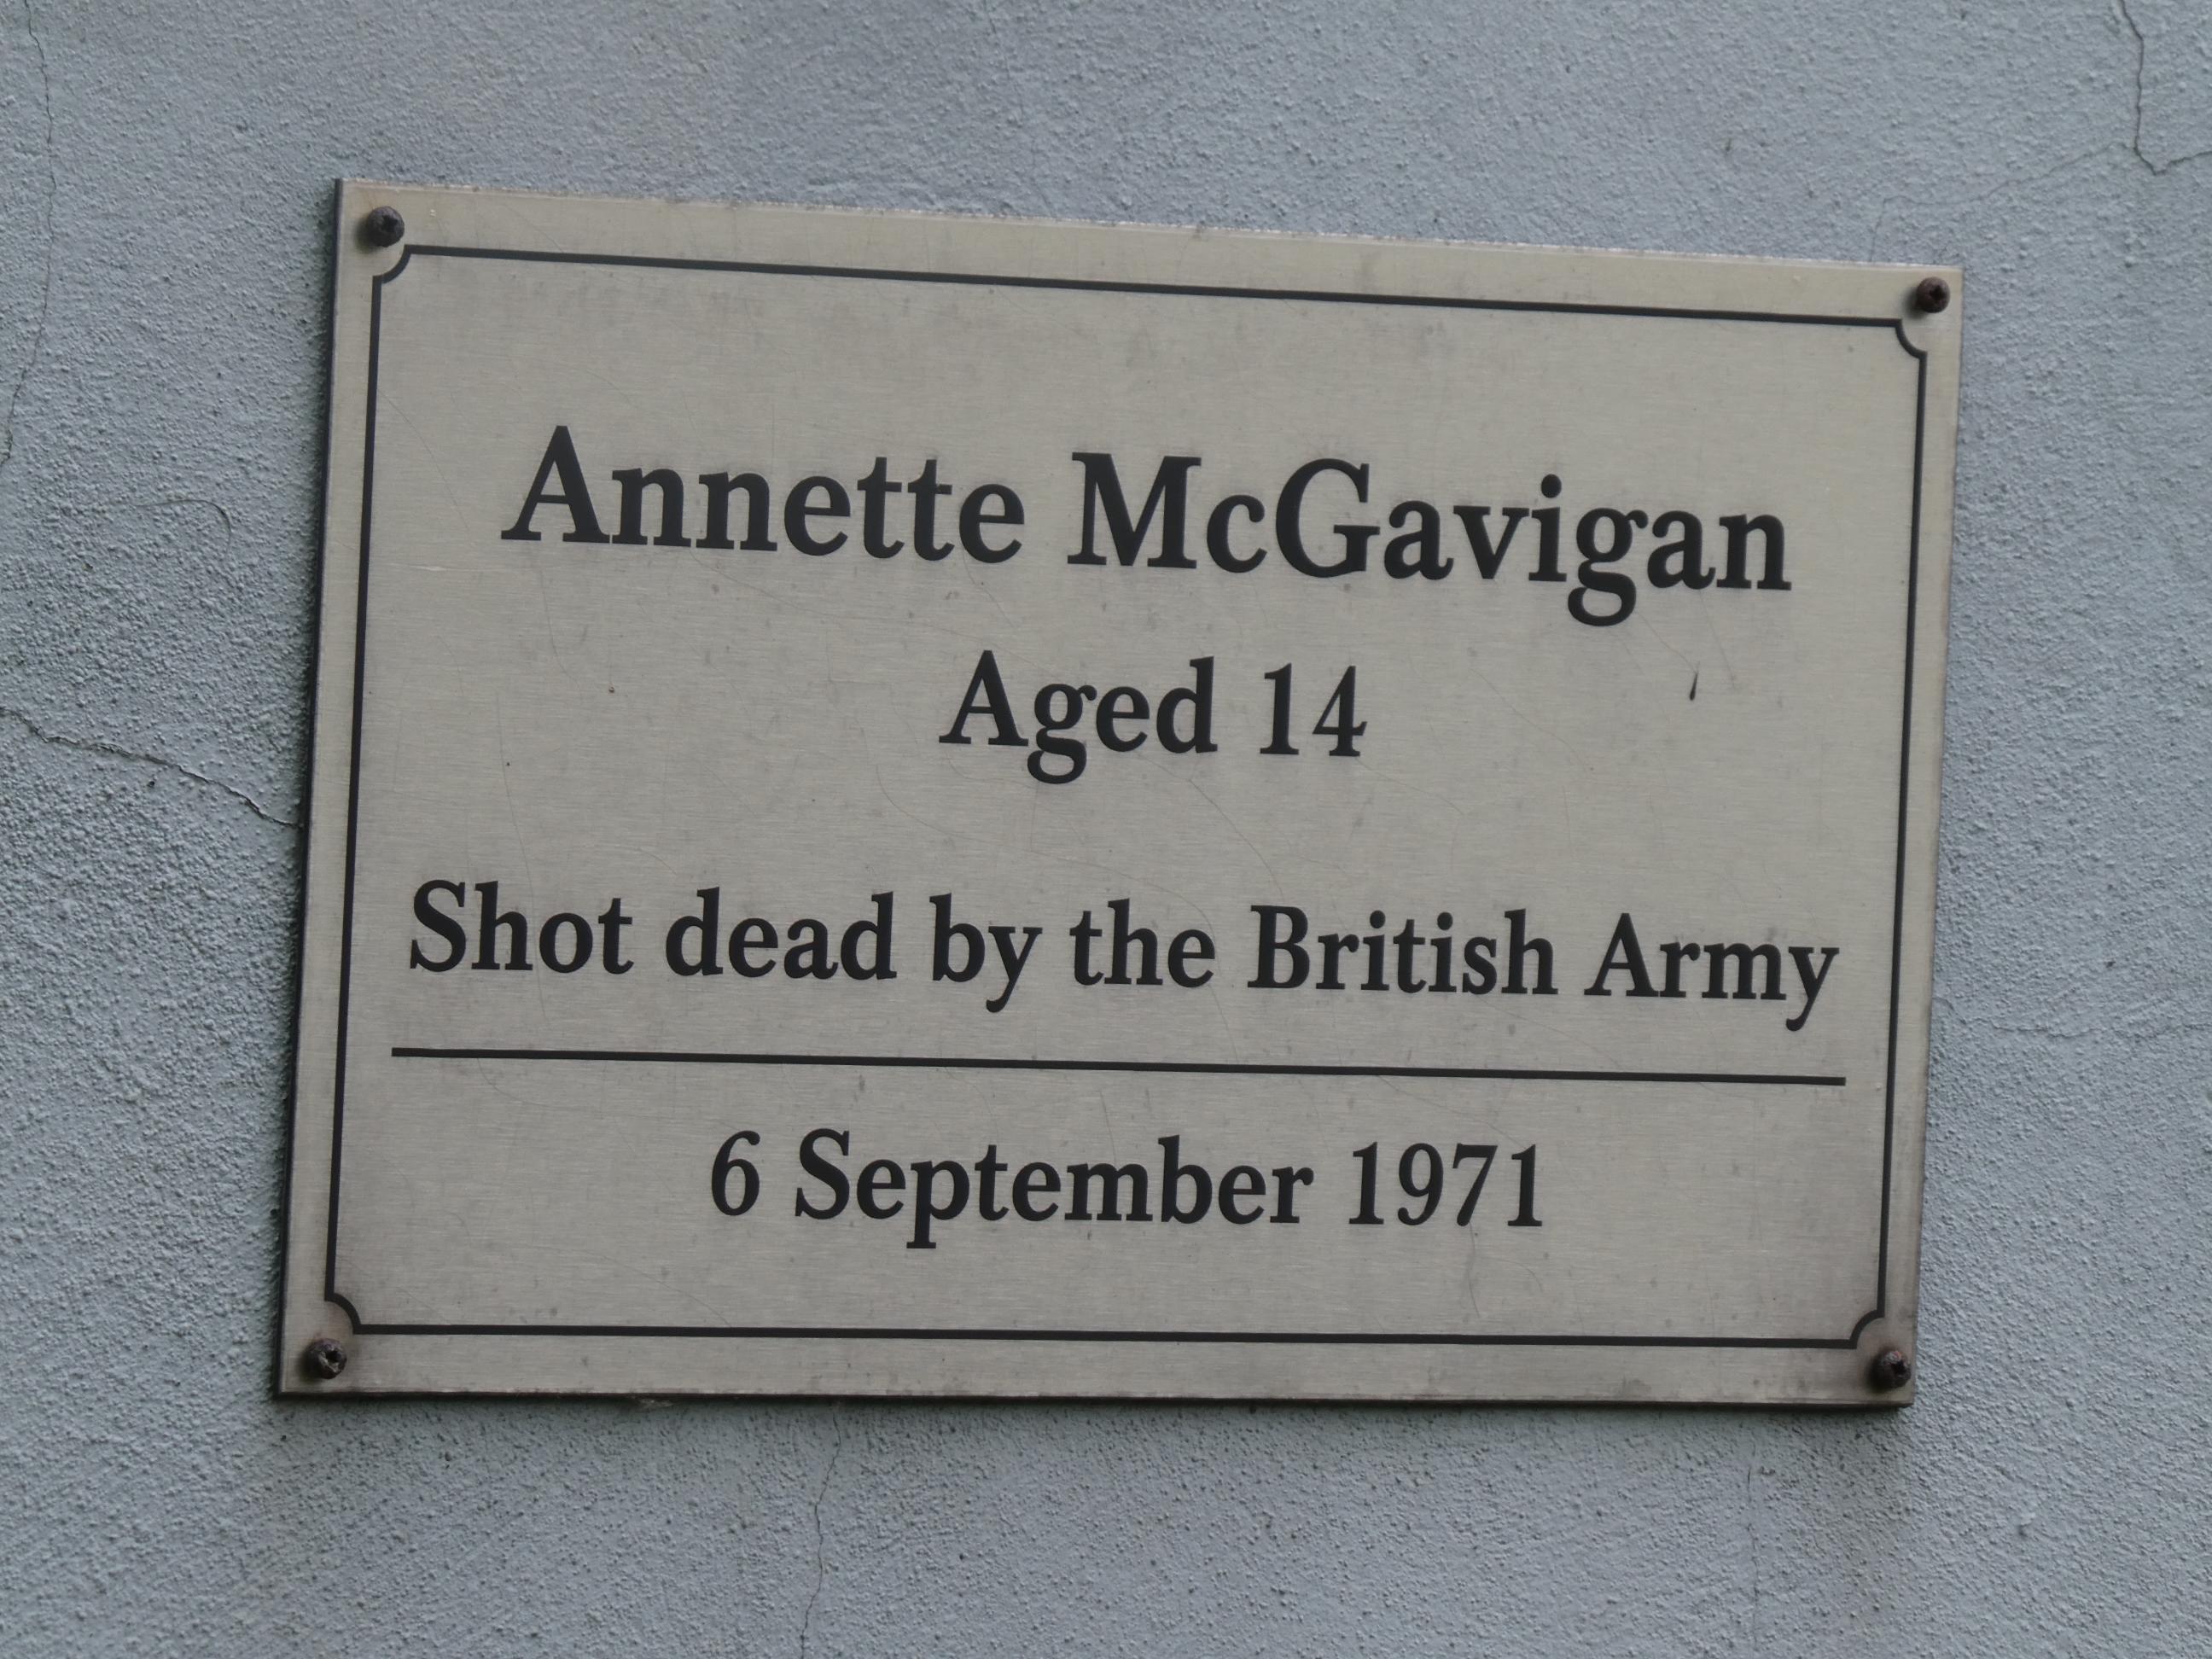 Annette McGavigan
Aged 14
Shot dead by the British Army
6 September 1971